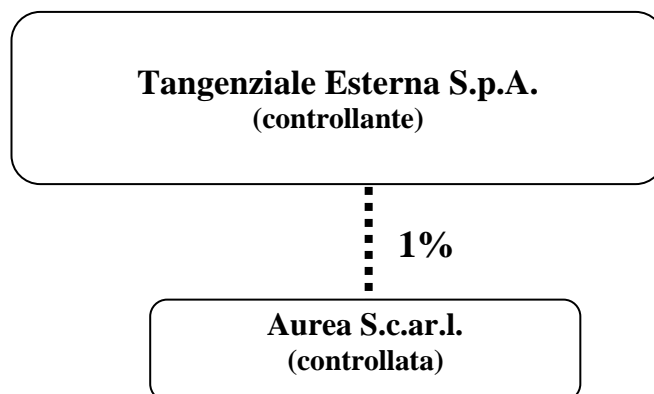 Tangenziale Esterna S.p.A.
(controllante)
1%
Aurea S.c.ar.l.
(controllata)